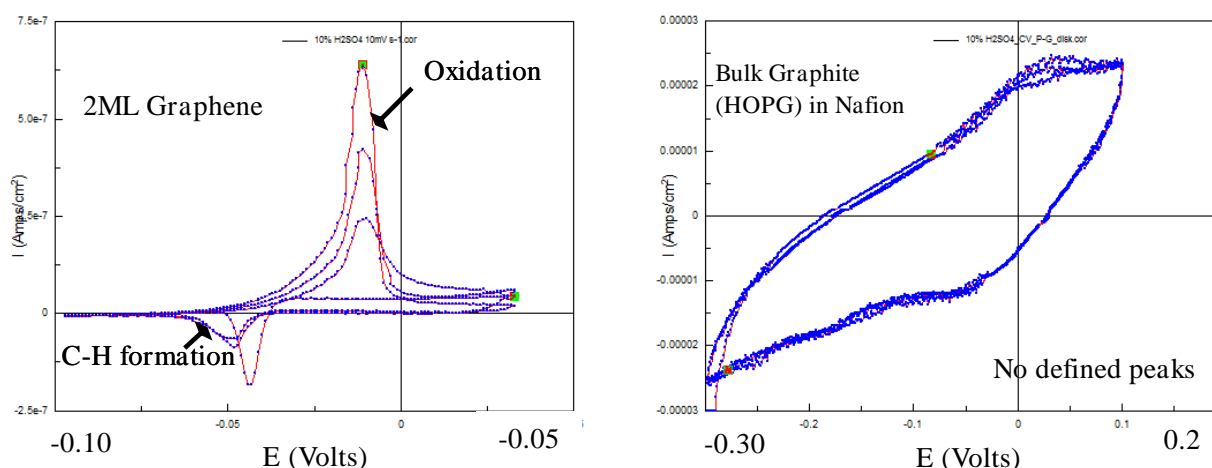 7.5e-7
10% H2SO4 10mV s-1.cor
2ML Graphene
Oxidation
5.0e-7
I (Amps/cm²)
2.5e-7
0
C-H formation
-2.5e-7
-0.10
-0.05
0
-0.05
E (Volts)
0.00003
10% H2SO4_CV_P-G_disk.cor
Bulk Graphite
(HOPG) in Nafion
0.00002
0.00001
I (Amps/cm²)
0
-0.00001
-0.00002
No defined peaks
-0.00003
-0.30
-0.2
-0.1
0
0.1
0.2
E (Volts)